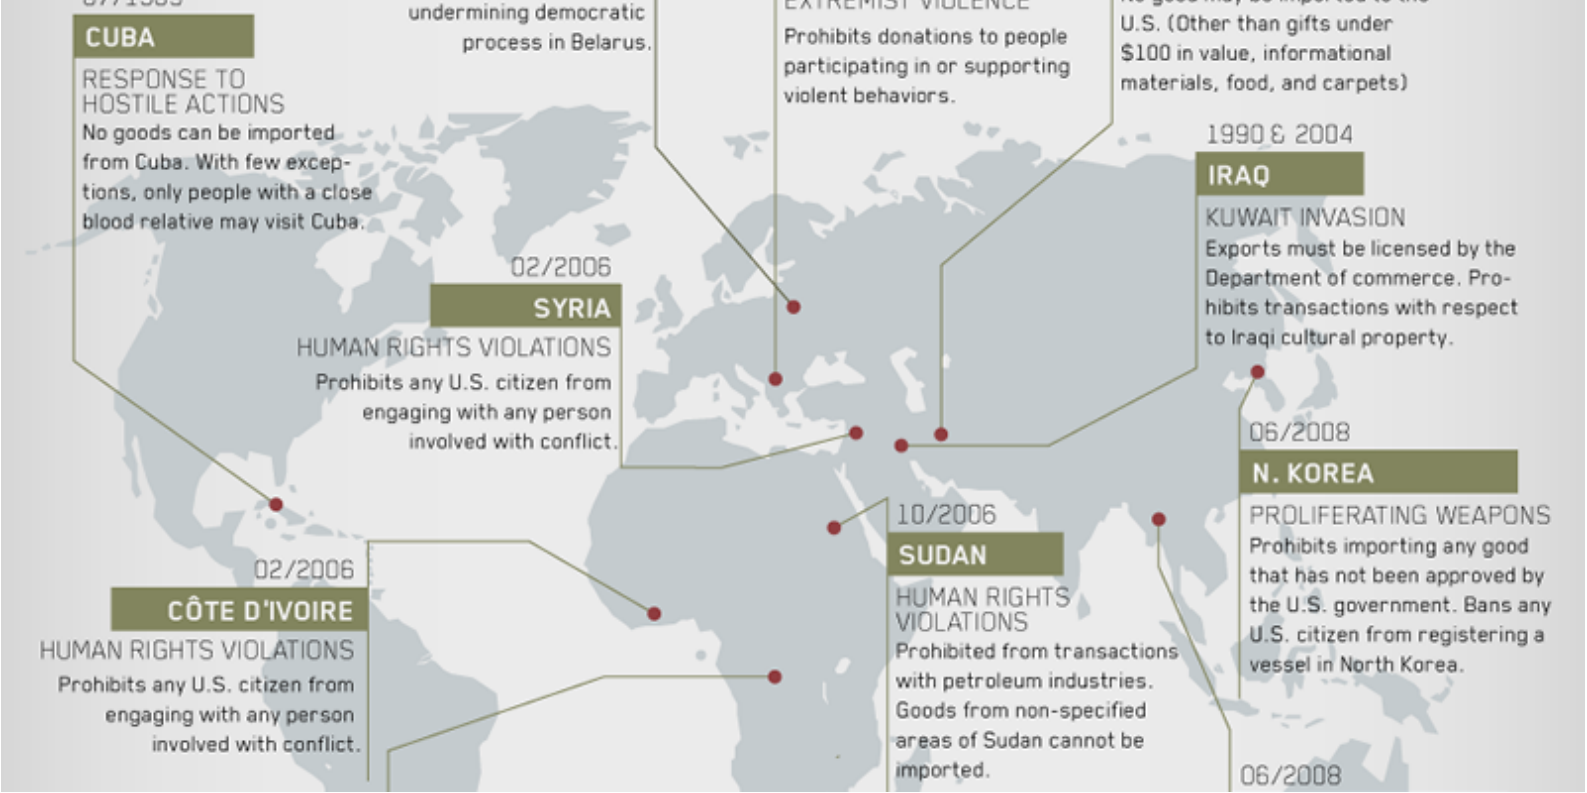 CUBA
RESPONSE TO
HOSTILE ACTIONS
No goods can be imported
from Cuba. With few excep-
tions, only people with a close
blood relative may visit Cuba.
undermining democratic
process in Belarus.
EXTREMIST VIOLENCE
Prohibits donations to people
participating in or supporting
violent behaviors.
U.S. (Other than gifts under
$100 in value, informational
materials, food, and carpets)
1990 & 2004
IRAQ
KUWAIT INVASION
Exports must be licensed by the
Department of commerce. Pro-
hibits transactions with respect
to Iraqi cultural property.
02/2006
SYRIA
HUMAN RIGHTS VIOLATIONS
Prohibits any U.S. citizen from
engaging with any person
involved with conflict.
06/2008
N. KOREA
PROLIFERATING WEAPONS
Prohibits importing any good
that has not been approved by
the U.S. government. Bans any
U.S. citizen from registering a
vessel in North Korea.
10/2006
SUDAN
HUMAN RIGHTS
VIOLATIONS
Prohibited from transactions
with petroleum industries.
Goods from non-specified
areas of Sudan cannot be
imported.
02/2006
CÔTE D'IVOIRE
HUMAN RIGHTS VIOLATIONS
Prohibits any U.S. citizen from
engaging with any person
involved with conflict.
06/2008